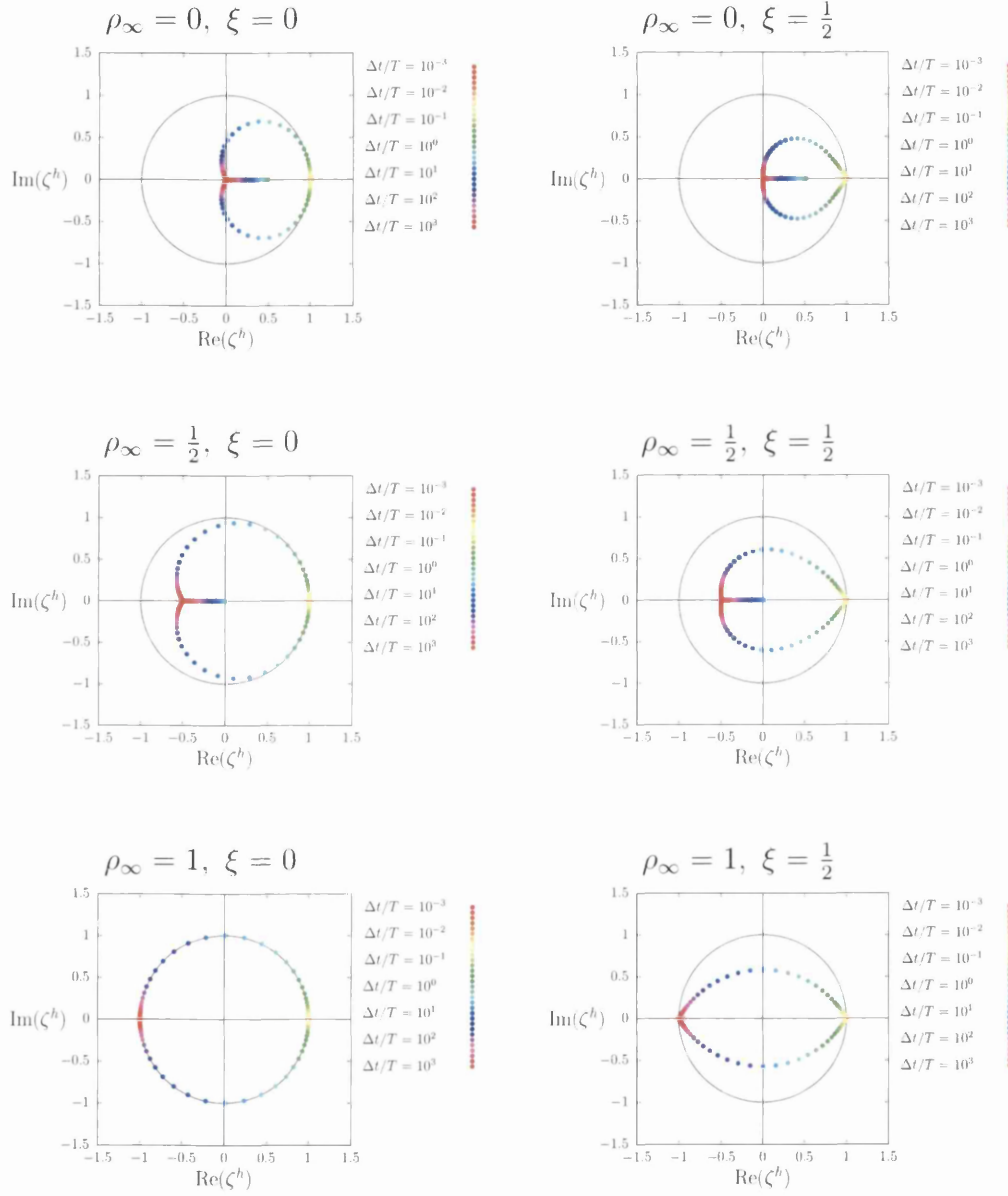 ρ∞ = 0, ξ = 0
1.5
1
0.5
0
−0.5
−1
−1.5
−1.5 −1 −0.5 0 0.5 1 1.5
Im(ζʰ)
Re(ζʰ)
Δt/T = 10⁻³
Δt/T = 10⁻²
Δt/T = 10⁻¹
Δt/T = 10⁰
Δt/T = 10¹
Δt/T = 10²
Δt/T = 10³
ρ∞ = 0, ξ = ½
1.5
1
0.5
0
−0.5
−1
−1.5
−1.5 −1 −0.5 0 0.5 1 1.5
Im(ζʰ)
Re(ζʰ)
Δt/T = 10⁻³
Δt/T = 10⁻²
Δt/T = 10⁻¹
Δt/T = 10⁰
Δt/T = 10¹
Δt/T = 10²
Δt/T = 10³
ρ∞ = ½, ξ = 0
1.5
1
0.5
0
−0.5
−1
−1.5
−1.5 −1 −0.5 0 0.5 1 1.5
Im(ζʰ)
Re(ζʰ)
Δt/T = 10⁻³
Δt/T = 10⁻²
Δt/T = 10⁻¹
Δt/T = 10⁰
Δt/T = 10¹
Δt/T = 10²
Δt/T = 10³
ρ∞ = ½, ξ = ½
1.5
1
0.5
0
−0.5
−1
−1.5
−1.5 −1 −0.5 0 0.5 1 1.5
Im(ζʰ)
Re(ζʰ)
Δt/T = 10⁻³
Δt/T = 10⁻²
Δt/T = 10⁻¹
Δt/T = 10⁰
Δt/T = 10¹
Δt/T = 10²
Δt/T = 10³
ρ∞ = 1, ξ = 0
1.5
1
0.5
0
−0.5
−1
−1.5
−1.5 −1 −0.5 0 0.5 1 1.5
Im(ζʰ)
Re(ζʰ)
Δt/T = 10⁻³
Δt/T = 10⁻²
Δt/T = 10⁻¹
Δt/T = 10⁰
Δt/T = 10¹
Δt/T = 10²
Δt/T = 10³
ρ∞ = 1, ξ = ½
1.5
1
0.5
0
−0.5
−1
−1.5
−1.5 −1 −0.5 0 0.5 1 1.5
Im(ζʰ)
Re(ζʰ)
Δt/T = 10⁻³
Δt/T = 10⁻²
Δt/T = 10⁻¹
Δt/T = 10⁰
Δt/T = 10¹
Δt/T = 10²
Δt/T = 10³